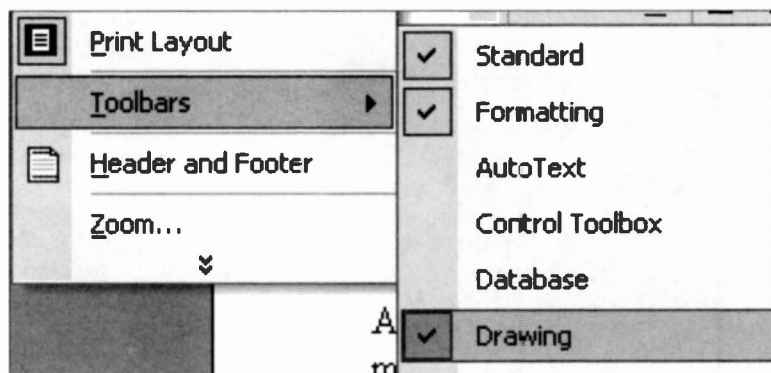 Print Layout
Toolbars
Header and Footer
Zoom...
Standard
Formatting
AutoText
Control Toolbox
Database
Drawing
A
m